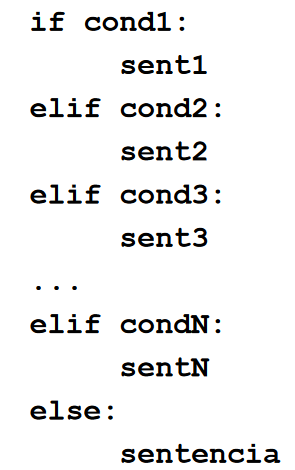 if cond1:
sent1
elif cond2:
sent2
elif cond3:
sent3
...
elif condN:
sentN
else:
sentencia